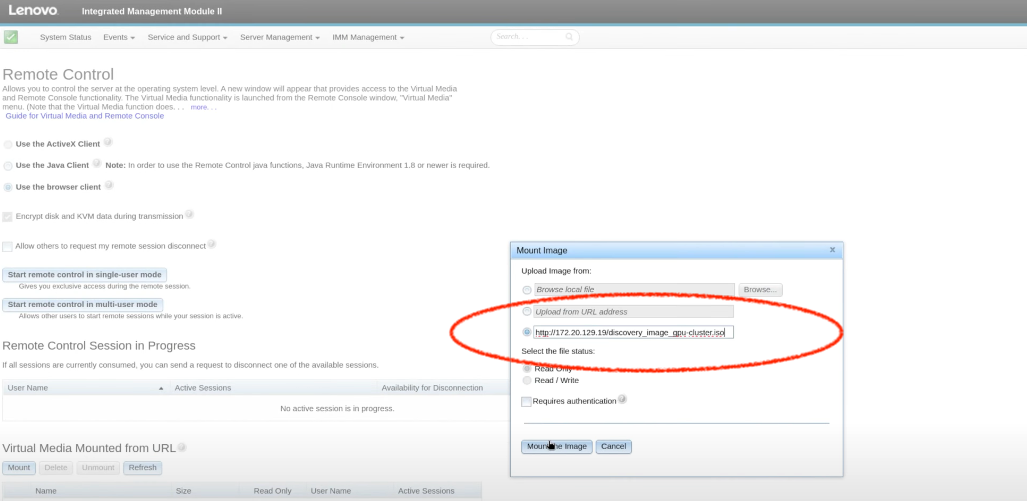 Lenovo. Integrated Management Module II
System Status Events Service and Support Server Management IMM Management Search...
Remote Control
Allows you to control the server at the operating system level. A new window will appear that provides access to the Virtual Media
and Remote Console functionality. The Virtual Media functionality is launched from the Remote Console window, "Virtual Media"
menu. (Note that the Virtual Media function does. . . more. . .
Guide for Virtual Media and Remote Console
Use the ActiveX Client ?
Use the Java Client ? Note: In order to use the Remote Control java functions, Java Runtime Environment 1.8 or newer is required.
Use the browser client ?
Encrypt disk and KVM data during transmission ?
Allow others to request my remote session disconnect ?
Start remote control in single-user mode
Gives you exclusive access during the remote session.
Start remote control in multi-user mode
Allows other users to start remote sessions while your session is active.
Remote Control Session in Progress
If all sessions are currently consumed, you can send a request to disconnect one of the available sessions.
User Name Active Sessions Availability for Disconnection
No active session is in progress.
Virtual Media Mounted from URL ?
Mount Delete Unmount Refresh
Name Size Read Only User Name Active Sessions
Mount Image x
Upload Image from:
Browse local file Browse...
Upload from URL address
http://172.20.129.19/discovery_image_gpu-cluster.iso
Select the file status:
Read Only
Read / Write
Requires authentication ?
Mount the Image Cancel